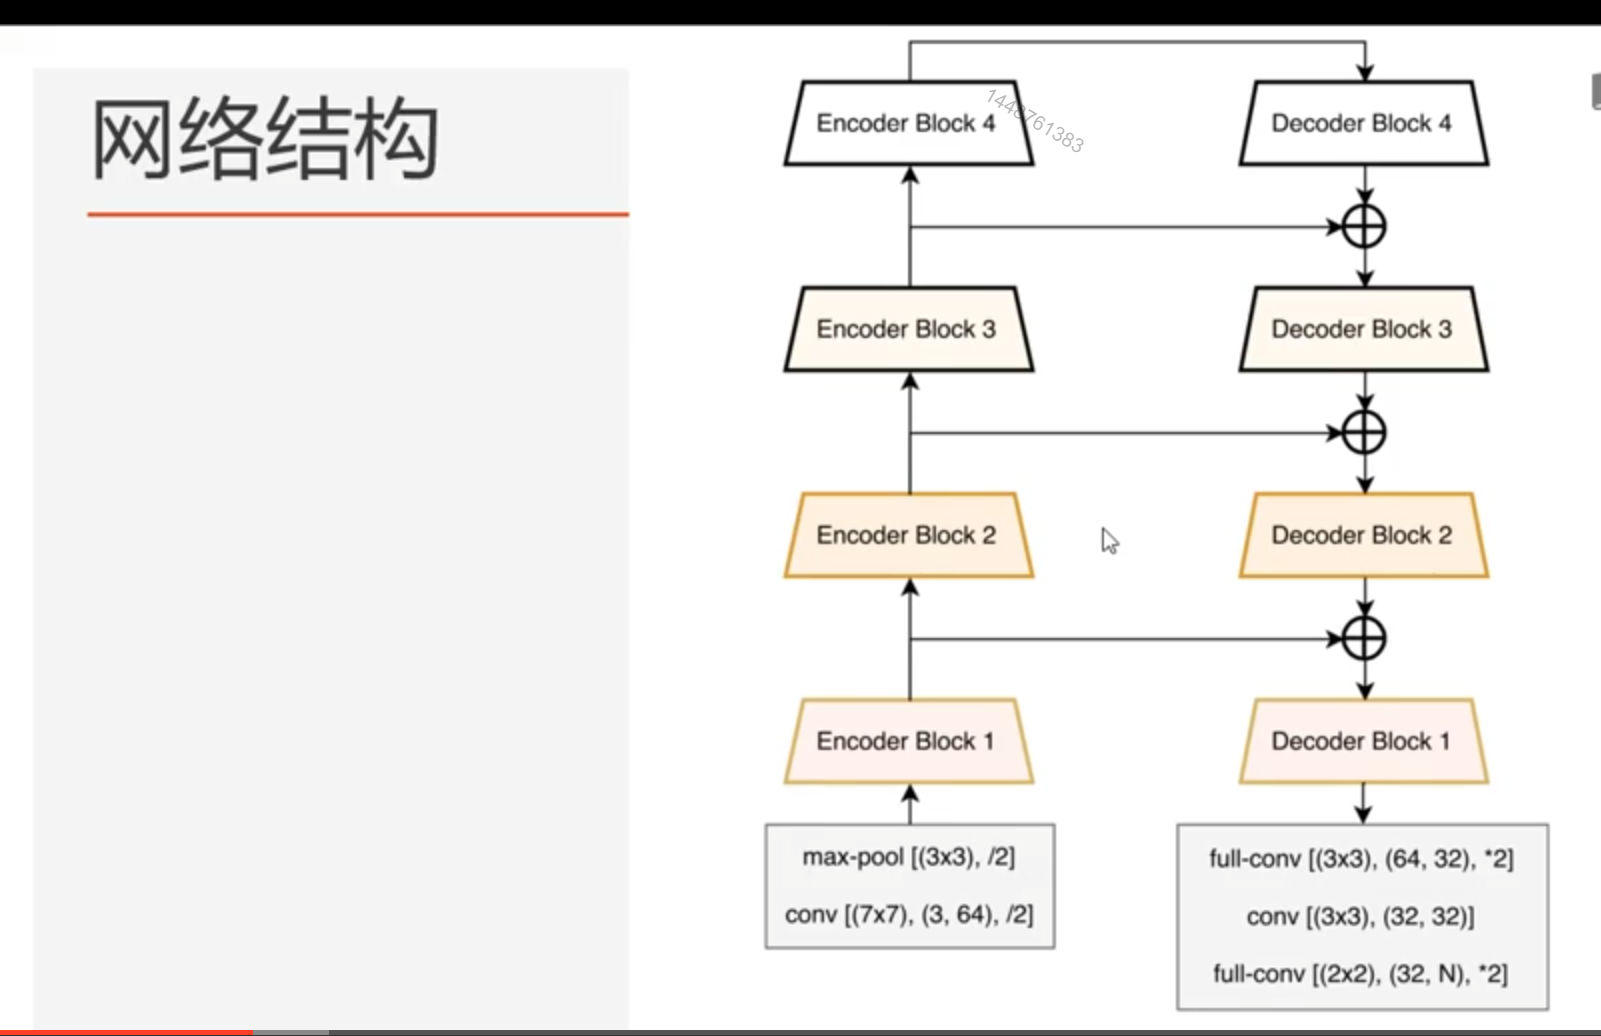 网络结构
Encoder Block 4
Decoder Block 4
1448761383
Encoder Block 3
Decoder Block 3
Encoder Block 2
Decoder Block 2
Encoder Block 1
Decoder Block 1
max-pool [(3x3), /2]
conv [(7x7), (3, 64), /2]
full-conv [(3x3), (64, 32), *2]
conv [(3x3), (32, 32)]
full-conv [(2x2), (32, N), *2]